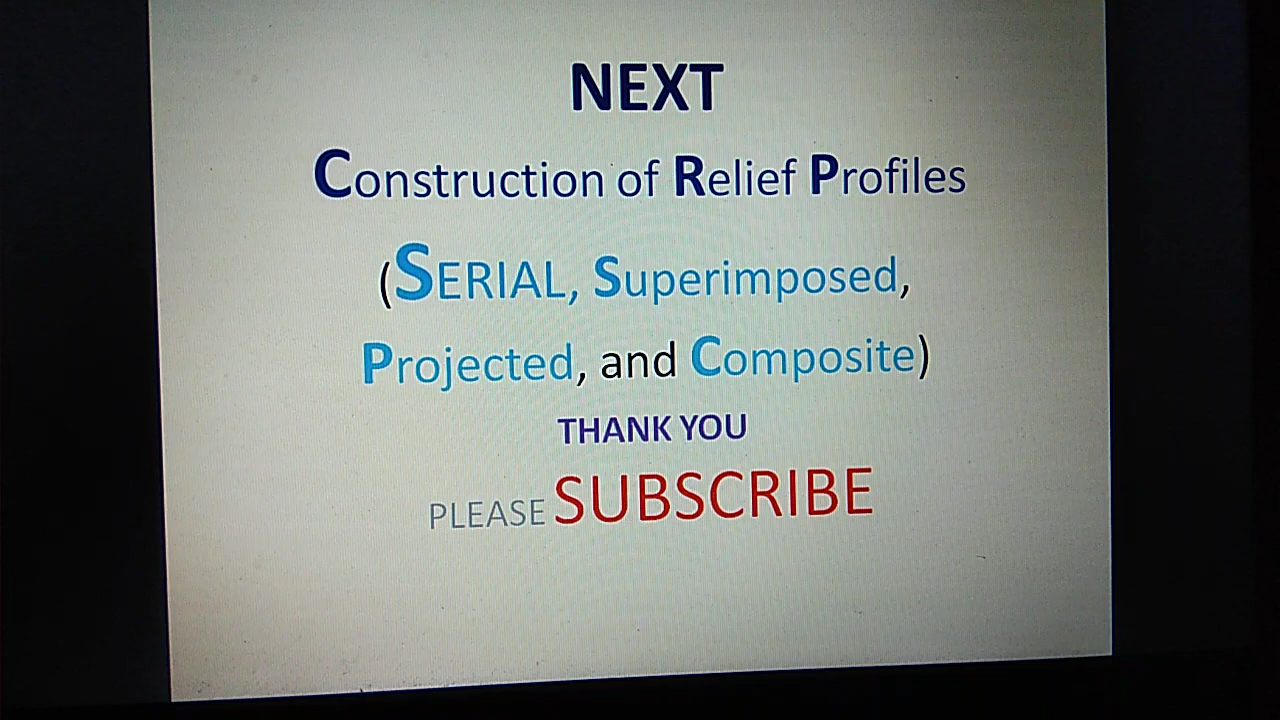 NEXT
Construction of Relief Profiles
(SERIAL, Superimposed,
Projected, and Composite)
THANK YOU
PLEASE SUBSCRIBE